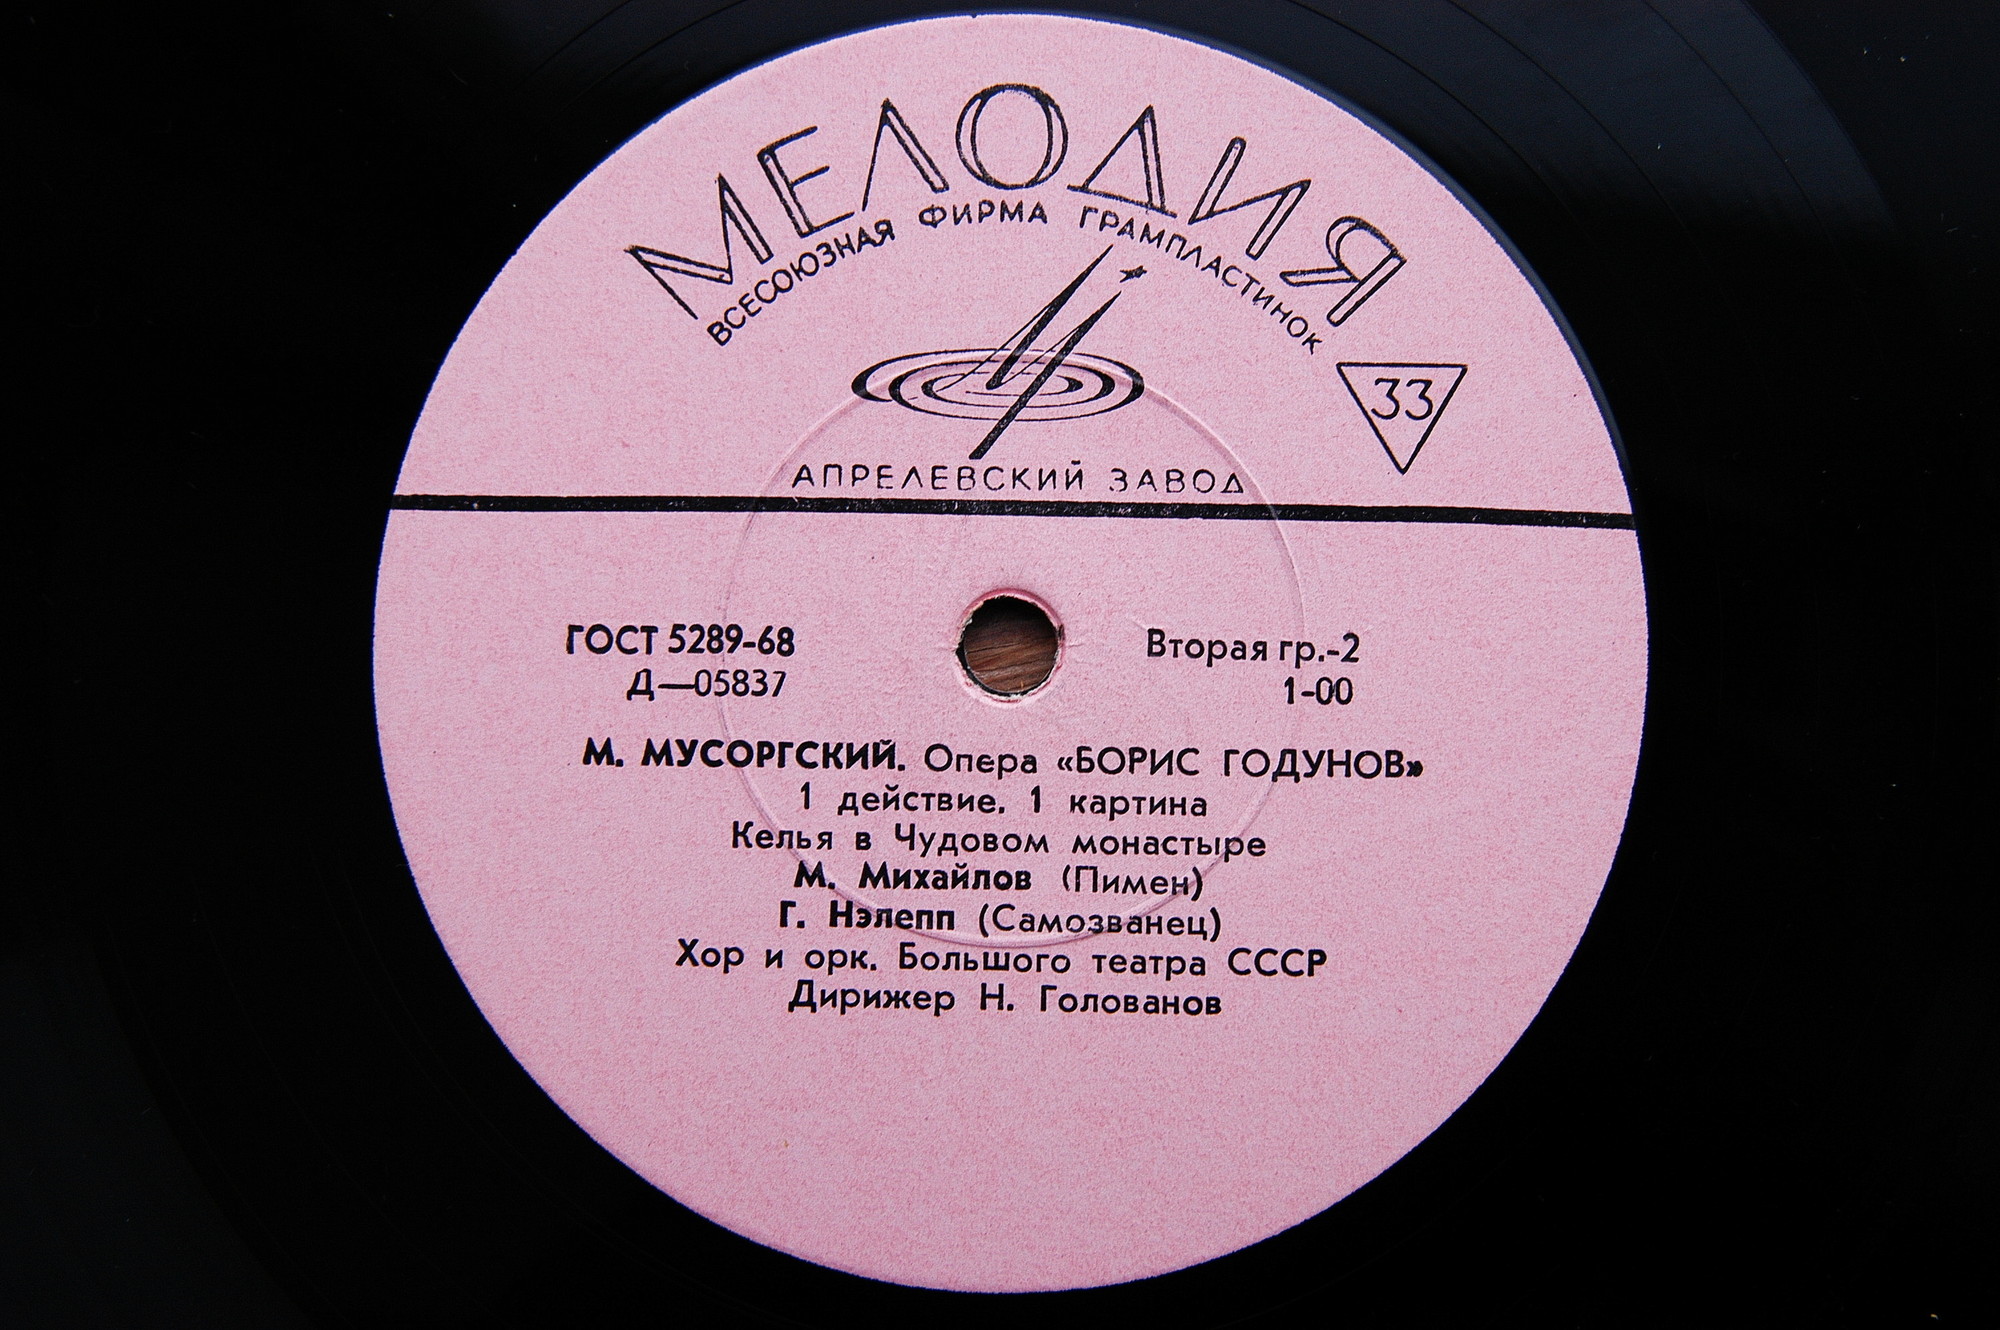 МЕЛОДИЯ
ВСЕСОЮЗНАЯ ФИРМА ГРАМПЛАСТИНОК
33
АПРЕЛЕВСКИЙ ЗАВОД
ГОСТ 5289-68
Д—05837
Вторая гр.-2
1-00
М. МУСОРГСКИЙ. Опера «БОРИС ГОДУНОВ»
1 действие. 1 картина
Келья в Чудовом монастыре
М. Михайлов (Пимен)
Г. Нэлепп (Самозванец)
Хор и орк. Большого театра СССР
Дирижер Н. Голованов